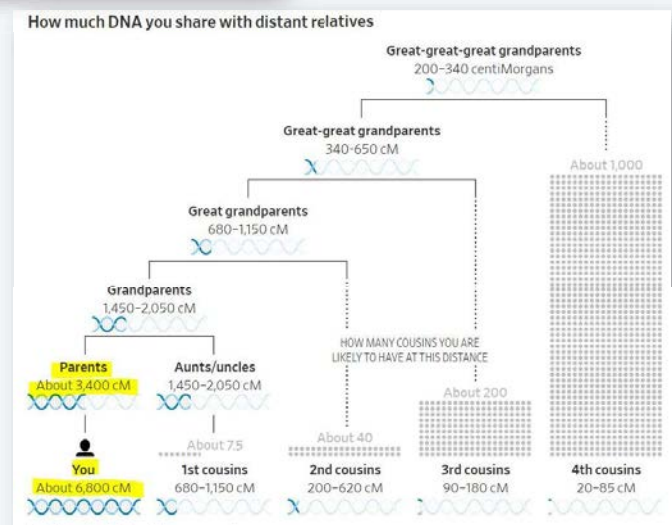 How much DNA you share with distant relatives
Great-great-great grandparents
200-340 centiMorgans
Great-great grandparents
340-650 cM
About 1,000
Great grandparents
680-1,150 cM
Grandparents
1,450-2,050 cM
HOW MANY COUSINS YOU ARE
LIKELY TO HAVE AT THIS DISTANCE
Parents
About 3,400 cM
Aunts/uncles
1,450-2,050 cM
About 200
About 7.5
About 40
You
About 6,800 cM
1st cousins
680-1,150 cM
2nd cousins
200-620 cM
3rd cousins
90-180 cM
4th cousins
20-85 cM